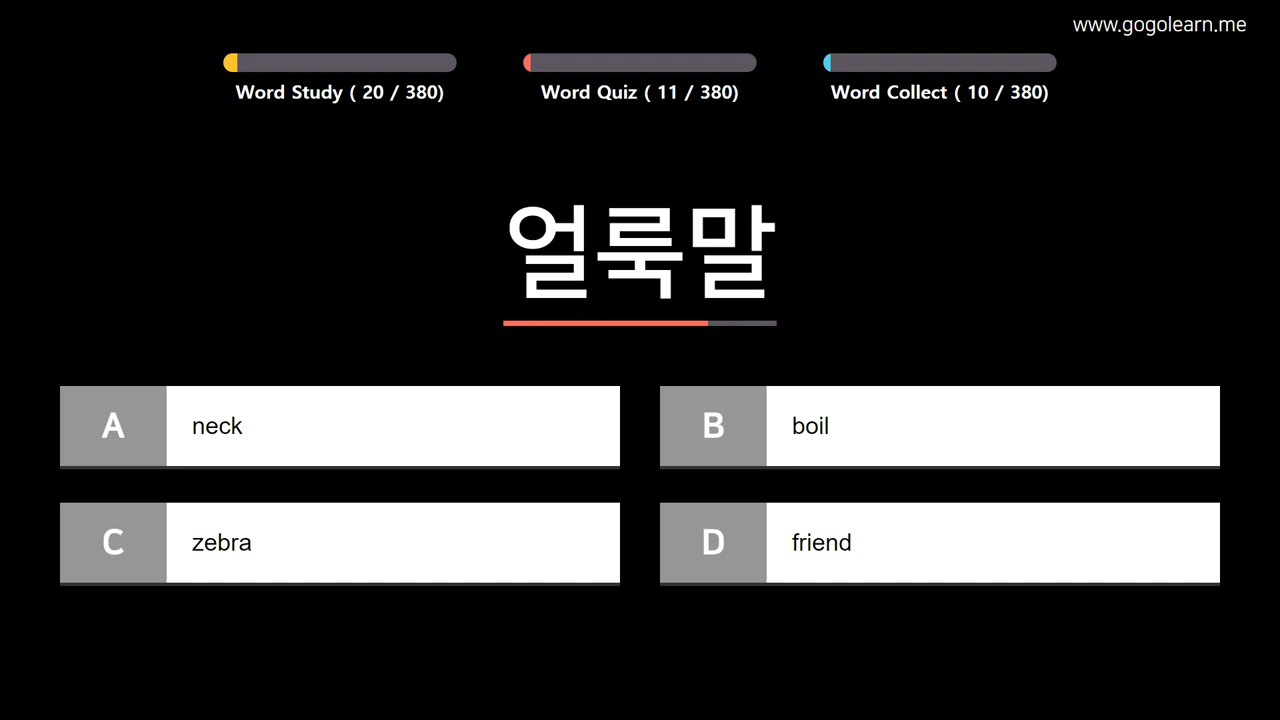 www.gogolearn.me
Word Study ( 20 / 380)
Word Quiz ( 11 / 380)
Word Collect ( 10 / 380)
얼룩말
A neck
B boil
C zebra
D friend